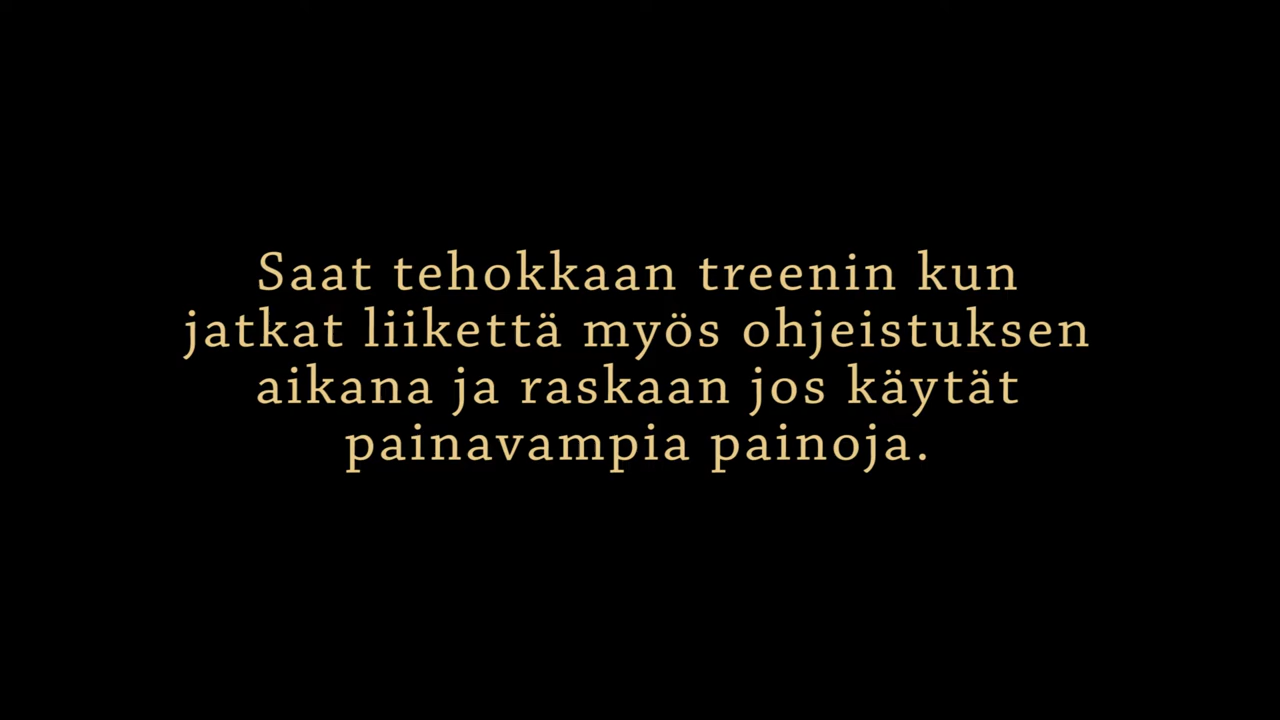 Saat tehokkaan treenin kun
jatkat liikettä myös ohjeistuksen
aikana ja raskaan jos käytät
painavampia painoja.